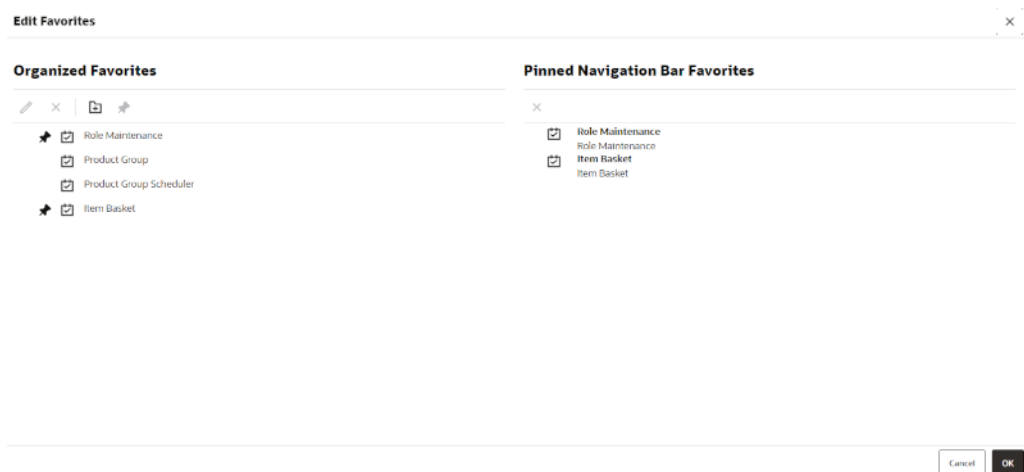 Edit Favorites
Organized Favorites
Role Maintenance
Product Group
Product Group Scheduler
Item Basket
Pinned Navigation Bar Favorites
Role Maintenance
Role Maintenance
Item Basket
Item Basket
Cancel
OK